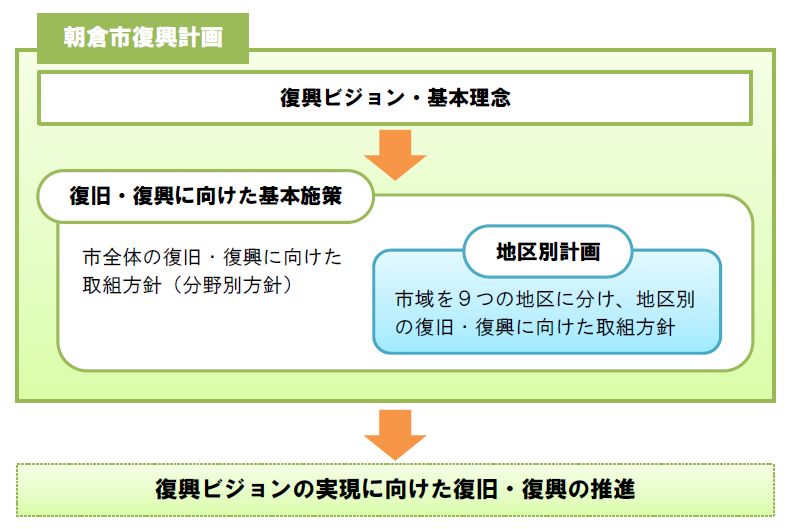 朝倉市復興計画
復興ビジョン・基本理念
復旧・復興に向けた基本施策
市全体の復旧・復興に向けた
取組方針（分野別方針）
地区別計画
市域を９つの地区に分け、地区別
の復旧・復興に向けた取組方針
復興ビジョンの実現に向けた復旧・復興の推進